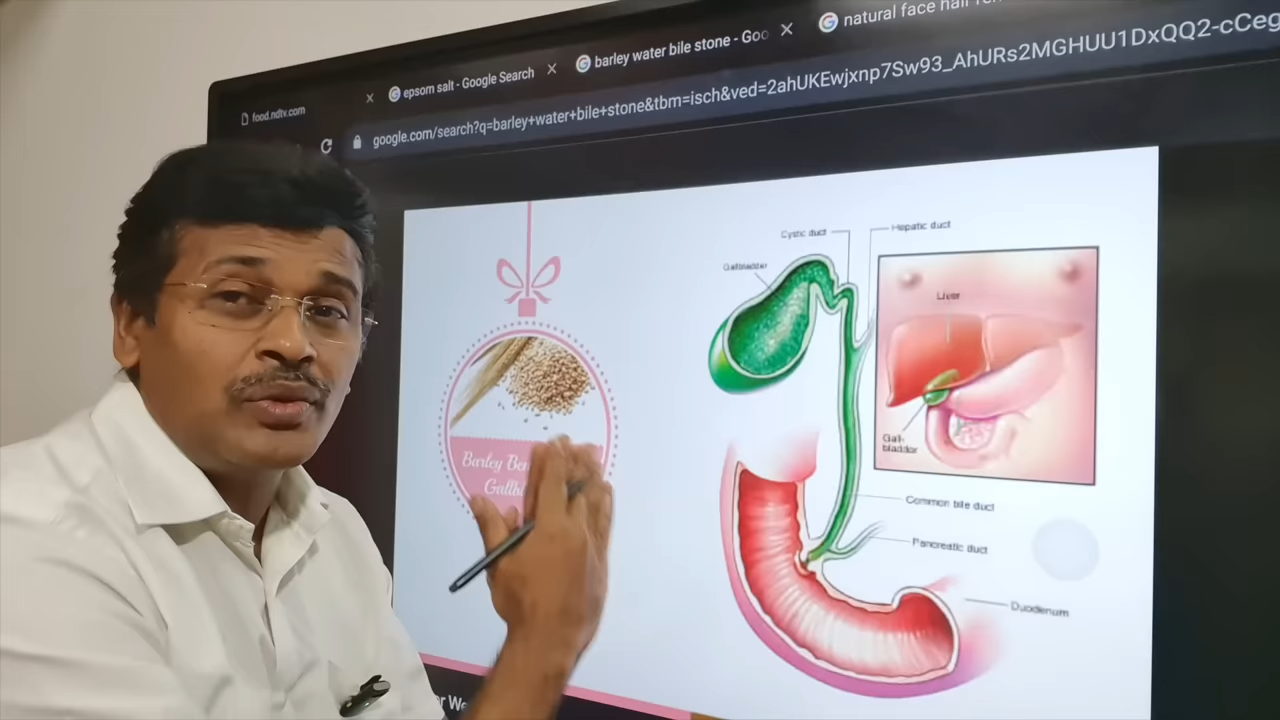 food.ndtv.com
epsom salt - Google Search
barley water bile stone - Goo
natural face hair
google.com/search?q=barley+water+bile+stone&tbm=isch&ved=2ahUKEwjxnp7Sw93_AhURs2MGHUU1DxQQ2-cCeg
Cystic duct
Hepatic duct
Gallbladder
Liver
Gall-
bladder
Barley
Common bile duct
Pancreatic duct
Duodenum